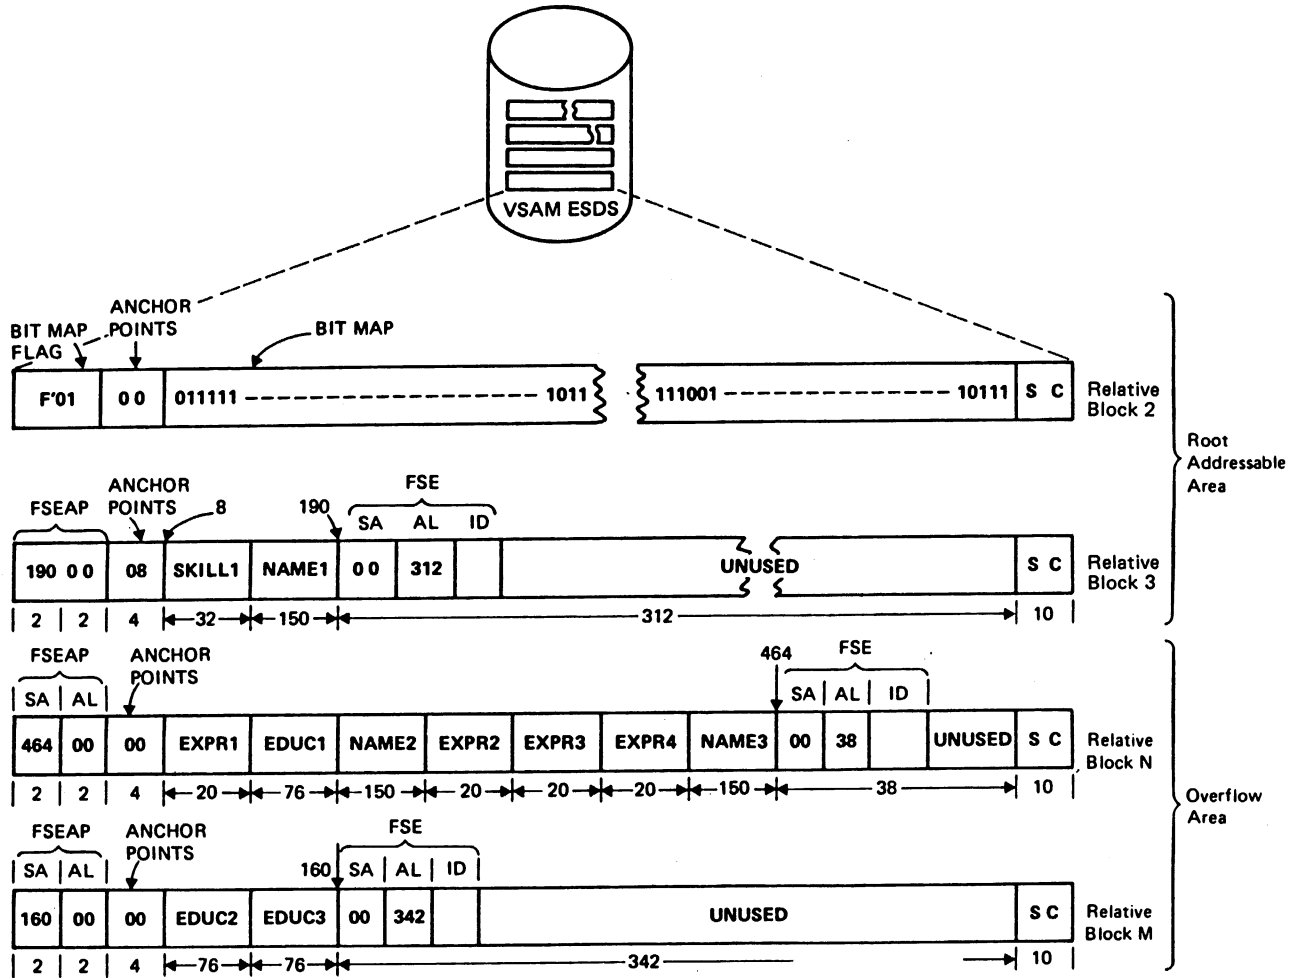 VSAM ESDS
ANCHOR
POINTS
BIT MAP
FLAG
BIT MAP
F'01
0 0
011111
1011
111001
10111
S C
Relative
Block 2
Root
Addressable
Area
FSEAP
ANCHOR
POINTS
8
190
FSE
SA AL ID
190 0 0
08
SKILL1
NAME1
0 0
312
UNUSED
S C
Relative
Block 3
2 2 4 32 150 312 10
FSEAP
ANCHOR
POINTS
464
FSE
SA AL
SA AL ID
464
00
00
EXPR1
EDUC1
NAME2
EXPR2
EXPR3
EXPR4
NAME3
00
38
UNUSED
S C
Relative
Block N
2 2 4 20 76 150 20 20 20 150 38 10
Overflow
Area
FSEAP
ANCHOR
POINTS
160
FSE
SA AL
SA AL ID
160
00
00
EDUC2
EDUC3
00
342
UNUSED
S C
Relative
Block M
2 2 4 76 76 342 10